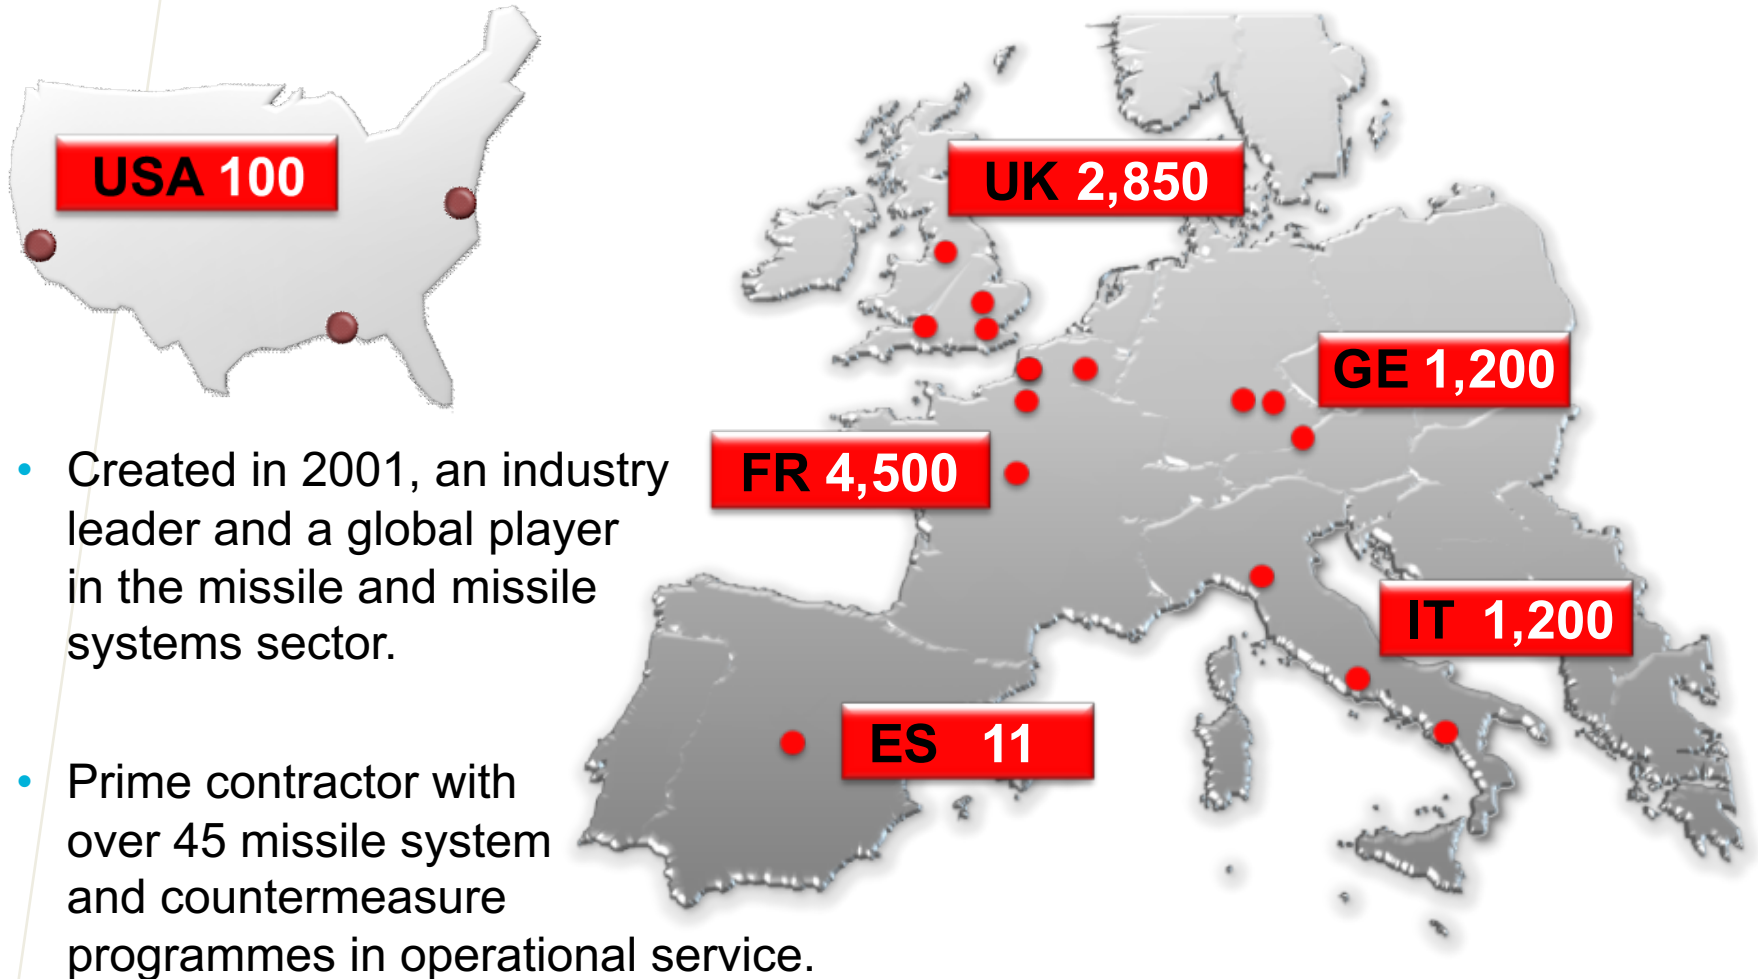 USA 100
UK 2,850
GE 1,200
FR 4,500
IT 1,200
ES 11
• Created in 2001, an industry
leader and a global player
in the missile and missile
systems sector.
• Prime contractor with
over 45 missile system
and countermeasure
programmes in operational service.